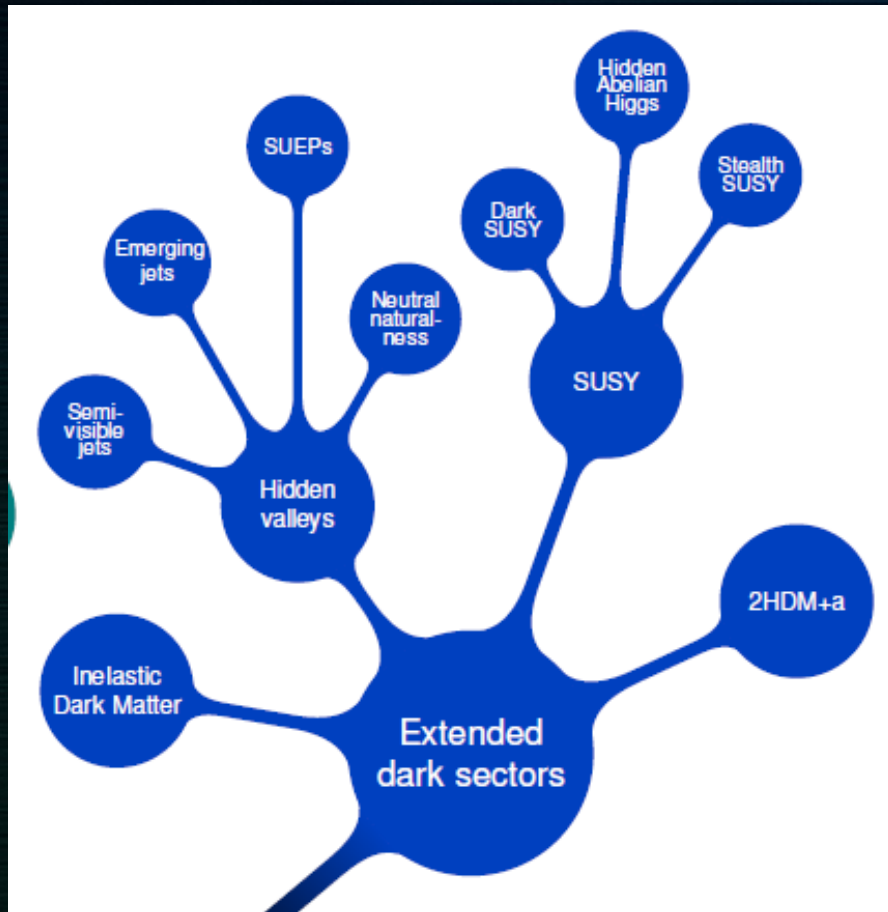 Hidden
Abelian
Higgs
SUEPs
Stealth
SUSY
Dark
SUSY
Emerging
jets
Neutral
natural-
ness
SUSY
Semi-
visible
jets
Hidden
valleys
2HDM+a
Inelastic
Dark Matter
Extended
dark sectors